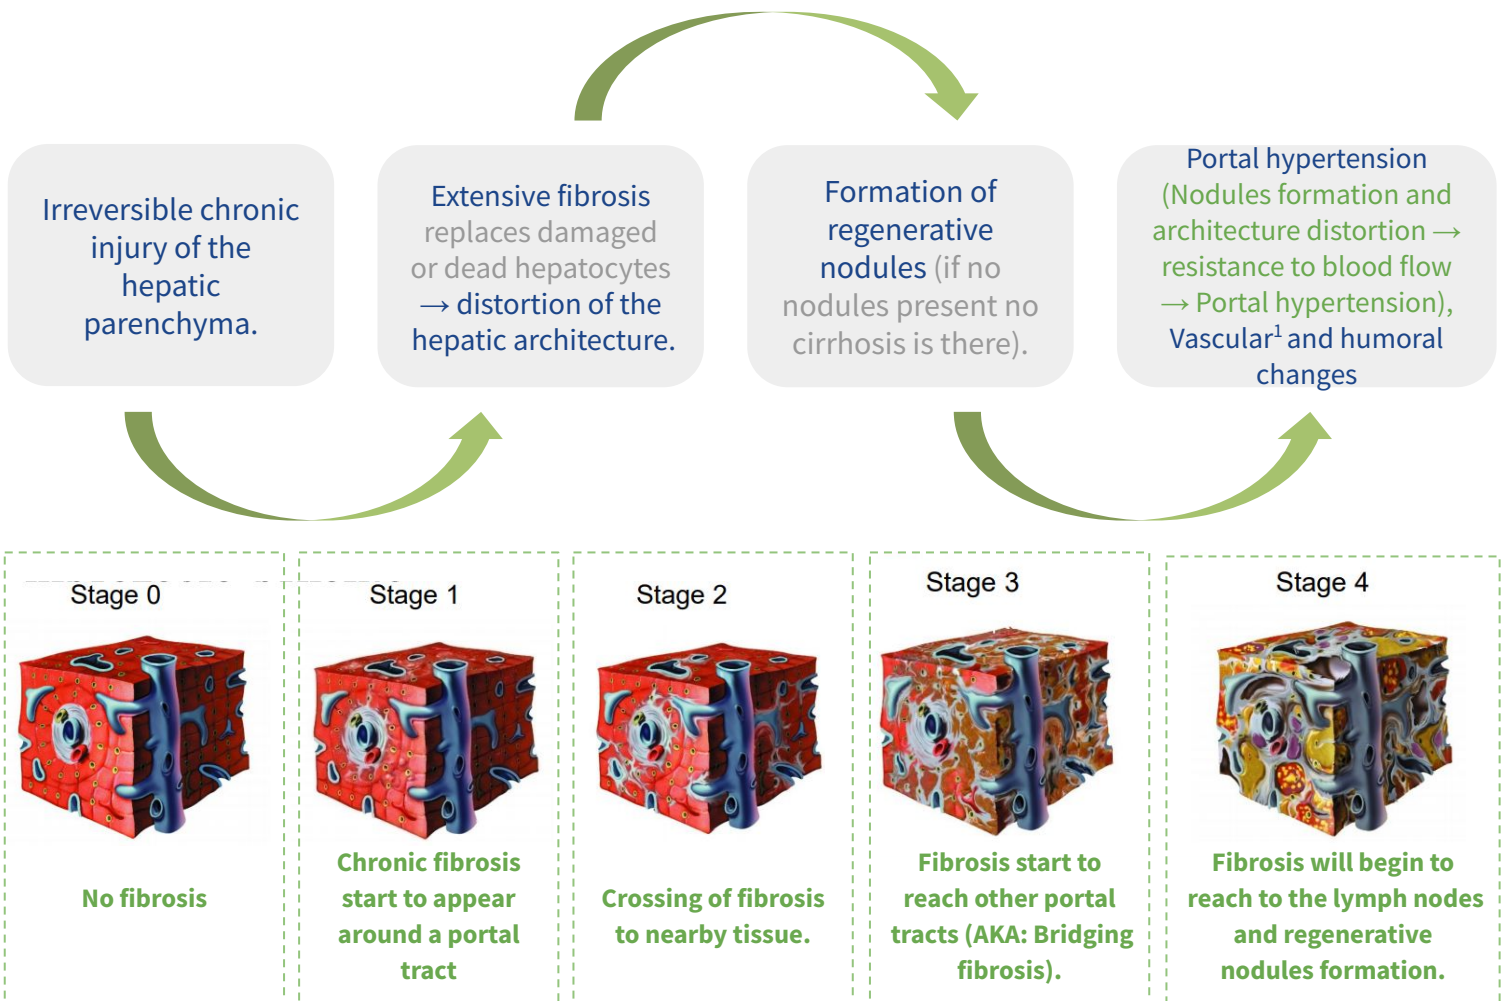 Irreversible chronic
injury of the
hepatic
parenchyma.
Extensive fibrosis
replaces damaged
or dead hepatocytes
→ distortion of the
hepatic architecture.
Formation of
regenerative
nodules (if no
nodules present no
cirrhosis is there).
Portal hypertension
(Nodules formation and
architecture distortion →
resistance to blood flow
→ Portal hypertension),
Vascular¹ and humoral
changes
Stage 0
No fibrosis
Stage 1
Chronic fibrosis
start to appear
around a portal
tract
Stage 2
Crossing of fibrosis
to nearby tissue.
Stage 3
Fibrosis start to
reach other portal
tracts (AKA: Bridging
fibrosis).
Stage 4
Fibrosis will begin to
reach to the lymph nodes
and regenerative
nodules formation.